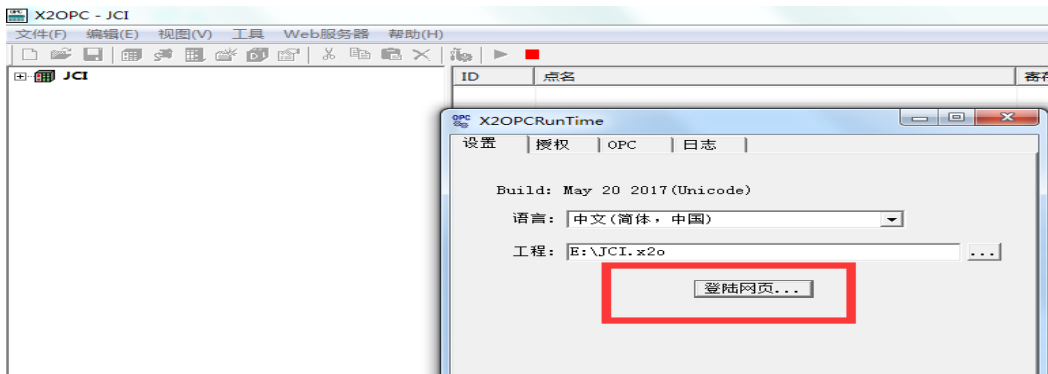 X2OPC - JCI
文件(F) 编辑(E) 视图(V) 工具 Web服务器 帮助(H)
JCI
ID 点名
X2OPCRunTime
设置 授权 OPC 日志
Build: May 20 2017(Unicode)
语言: 中文(简体，中国)
工程: E:\JCI.x2o ...
登陆网页...